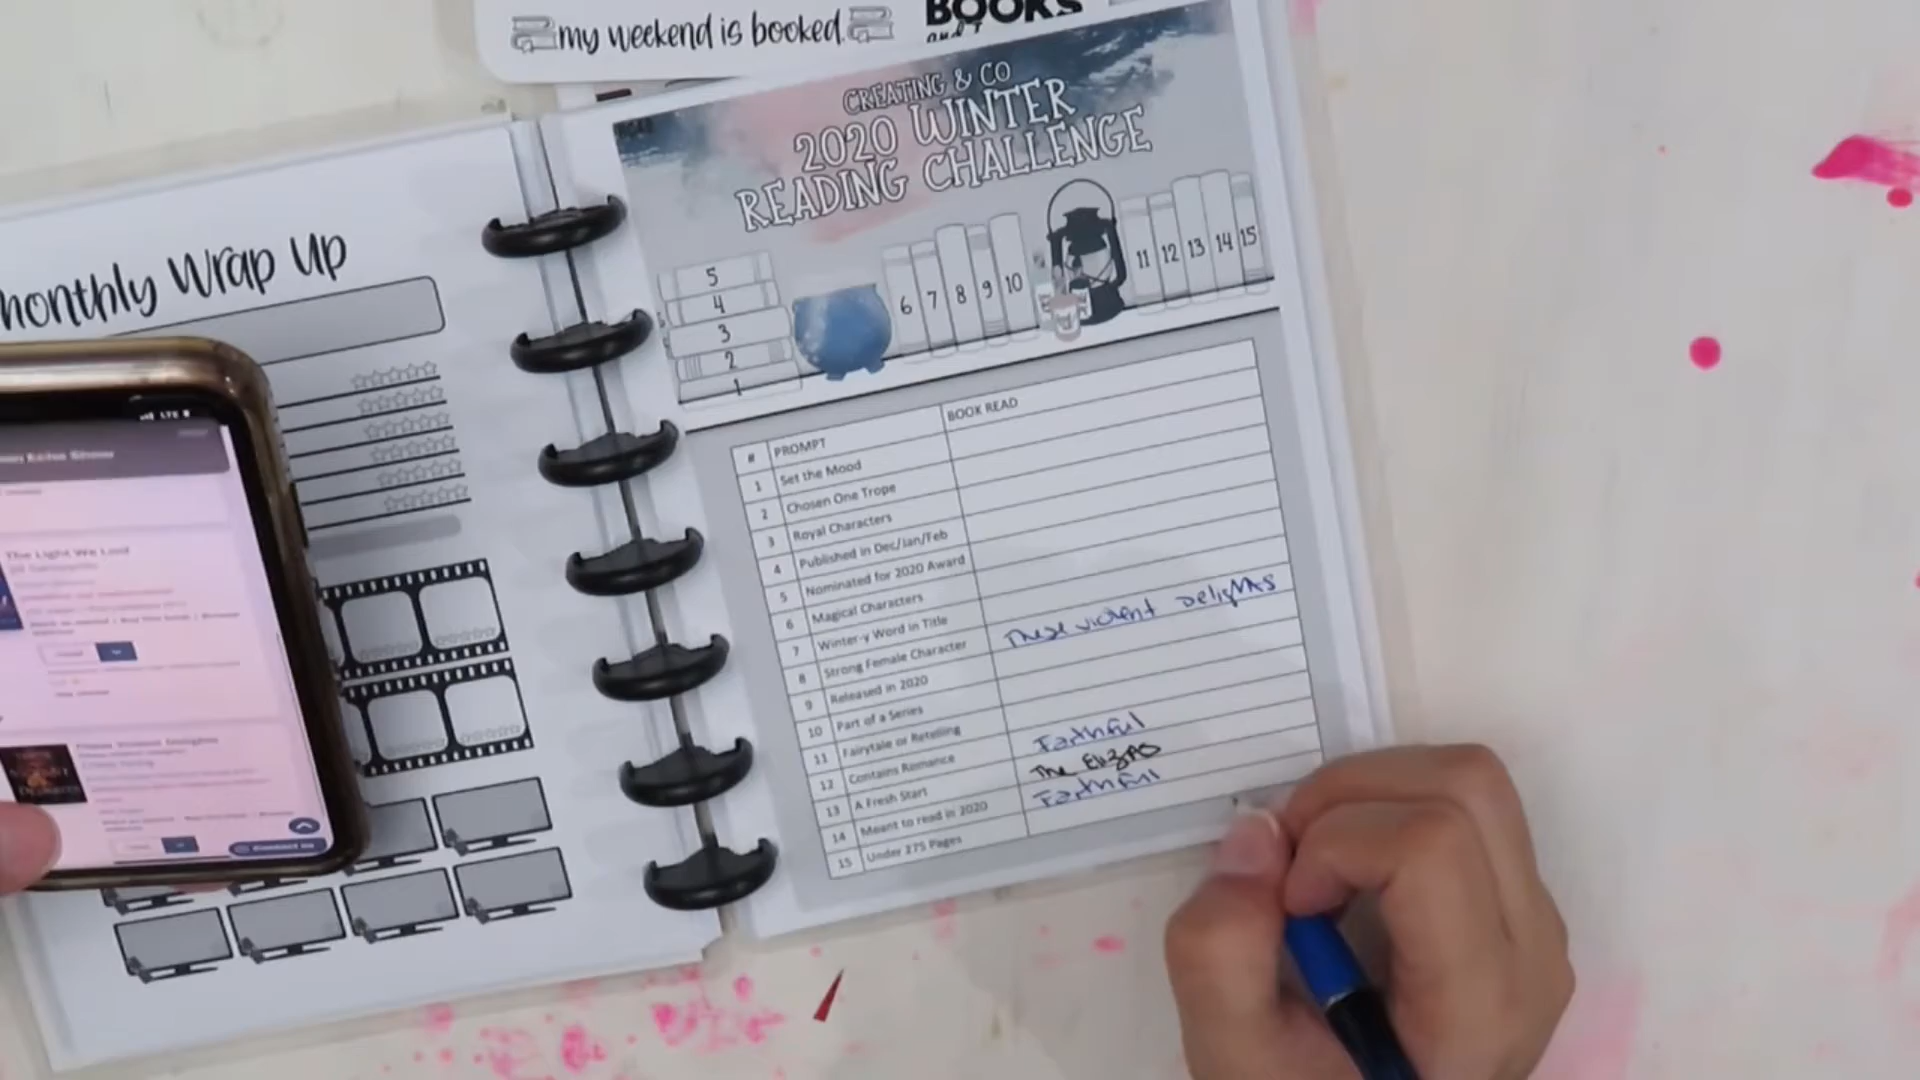 my weekend is booked.
BOOKS
and I
CREATING & CO
2020 WINTER
READING CHALLENGE
5
4
3
2
1
6 7 8 9 10
11 12 13 14 15
Monthly Wrap Up
LTE
The Light We Lost
Contact us
# PROMPT BOOK READ
1 Set the Mood
2 Chosen One Trope
3 Royal Characters
4 Published in Dec/Jan/Feb
5 Nominated for 2020 Award
6 Magical Characters
7 Winter-y Word in Title
8 Strong Female Character These violent Delights
9 Released in 2020
10 Part of a Series
11 Fairytale or Retelling
12 Contains Romance Faithful
13 A Fresh Start The
14 Meant to read in 2020 Faithful
15 Under 275 Pages